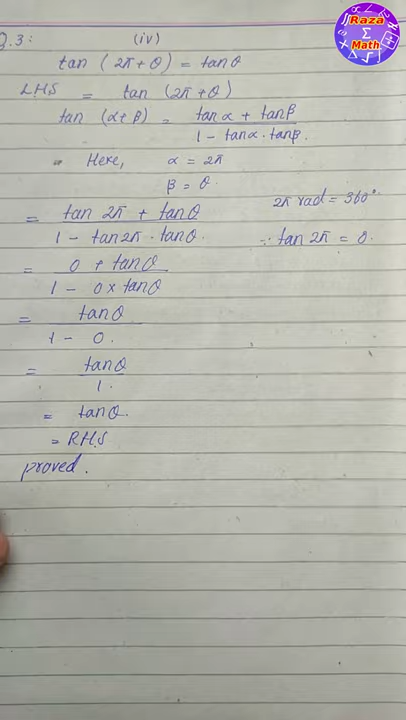 Q.3: (iv)
tan (2π + θ) = tanθ
LHS = tan (2π + θ)
tan (α + β) = tanα + tanβ / 1 - tanα . tanβ.
Here, α = 2π
β = θ
2π rad = 360°
= tan 2π + tanθ / 1 - tan2π . tanθ.
∵ tan 2π = 0.
= 0 + tanθ / 1 - 0 x tanθ
= tanθ / 1 - 0.
= tanθ / 1.
= tanθ.
= RHS
proved.
Raza
Σ
Math